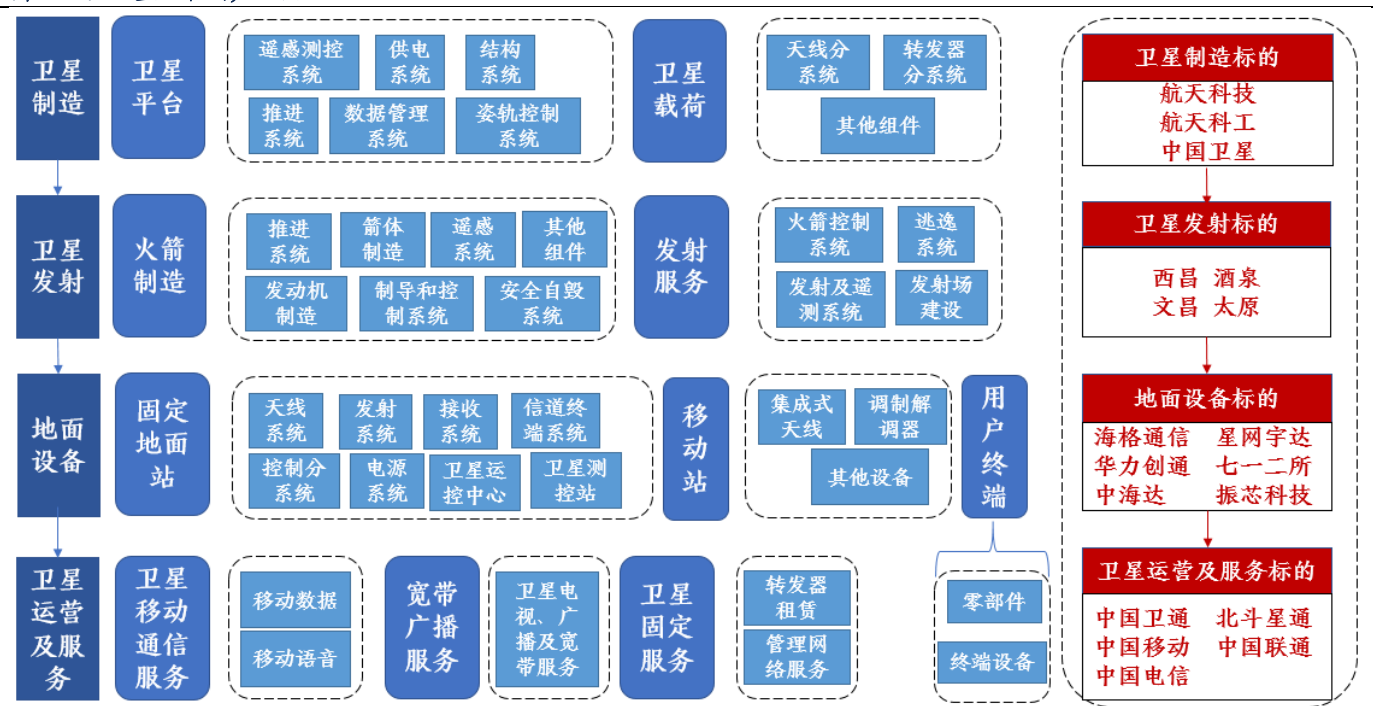 卫星
制造
卫星
平台
遥感测控
系统
供电
系统
结构
系统
推进
系统
数据管理
系统
姿轨控制
系统
卫星
载荷
天线分
系统
转发器
分系统
其他组件
卫星
发射
火箭
制造
推进
系统
箭体
制造
遥感
系统
其他
组件
发动机
制造
制导和控
制系统
安全自毁
系统
发射
服务
火箭控制
系统
逃逸
系统
发射及遥
测系统
发射场
建设
地面
设备
固定
地面
站
天线
系统
发射
系统
接收
系统
信道终
端系统
控制分
系统
电源
系统
卫星运
控中心
卫星测
控站
移
动
站
集成式
天线
调制解
调器
其他设备
用
户
终
端
零部件
终端设备
卫星
运营
及服
务
卫星
移动
通信
服务
移动数据
移动语音
宽带
广播
服务
卫星电
视、广
播及宽
带服务
卫星
固定
服务
转发器
租赁
管理网
络服务
卫星制造标的
航天科技
航天科工
中国卫星
卫星发射标的
西昌 酒泉
文昌 太原
地面设备标的
海格通信 星网宇达
华力创通 七一二所
中海达 振芯科技
卫星运营及服务标的
中国卫通 北斗星通
中国移动 中国联通
中国电信